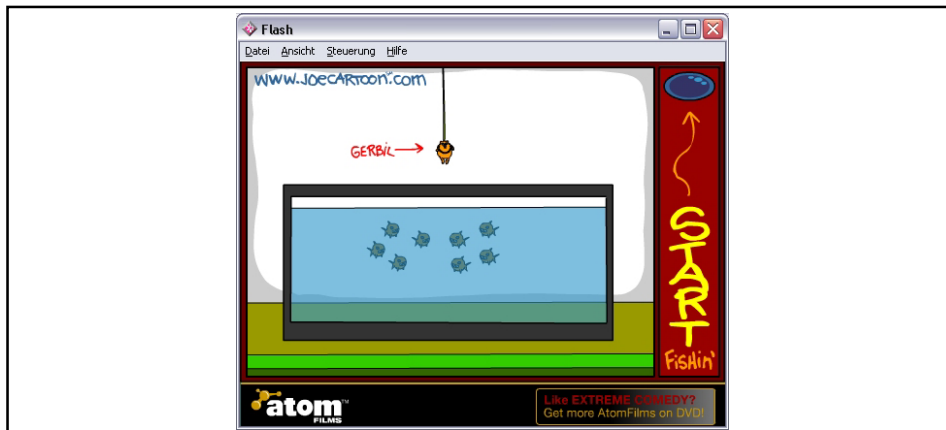 Flash
Datei Ansicht Steuerung Hilfe
www.JoeCARTooN.com
GERBiL
START
FiSHin'
atom™
FILMS
Like EXTREME COMEDY?
Get more AtomFilms on DVD!